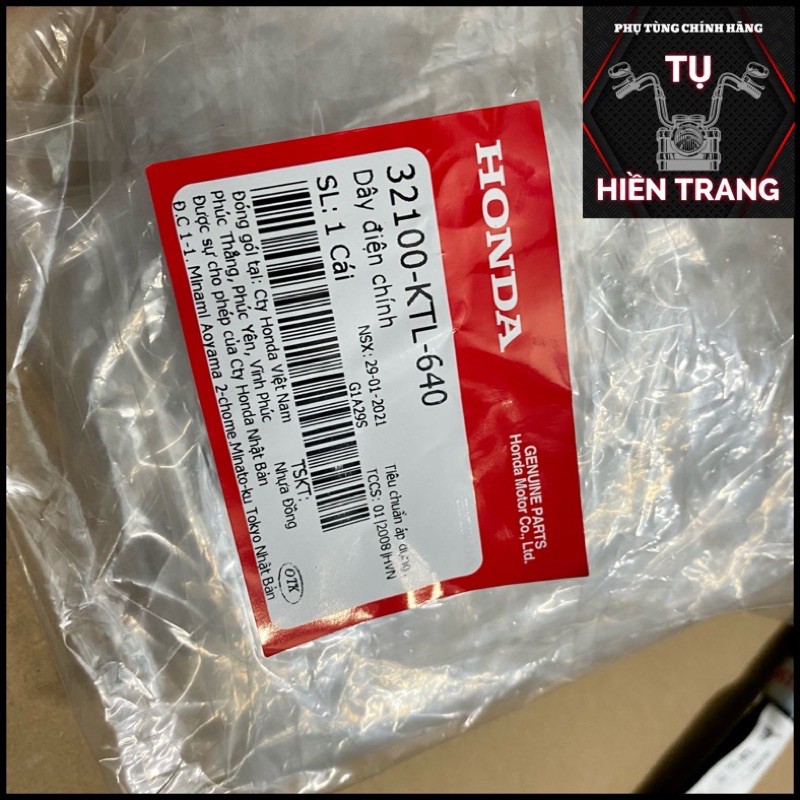 PHỤ TÙNG CHÍNH HÃNG
TỤ
HIỀN TRANG
HONDA
GENUINE PARTS
Honda Motor Co., Ltd.
32100-KTL-640
Dây điện chính
SL: 1 Cái
NSX: 29-01-2021
G1A29S
Tiêu chuẩn áp dụng:
TCCS: 01|2008|HVN
TSKT:
Nhựa Đồng
Đóng gói tại: Cty Honda Việt Nam
Phúc Thắng, Phúc Yên, Vĩnh Phúc
Được sự cho phép của Cty Honda Nhật Bản
Đ.C 1-1, Minami Aoyama 2-chome.Minato-ku Tokyo Nhật Bản
OTK